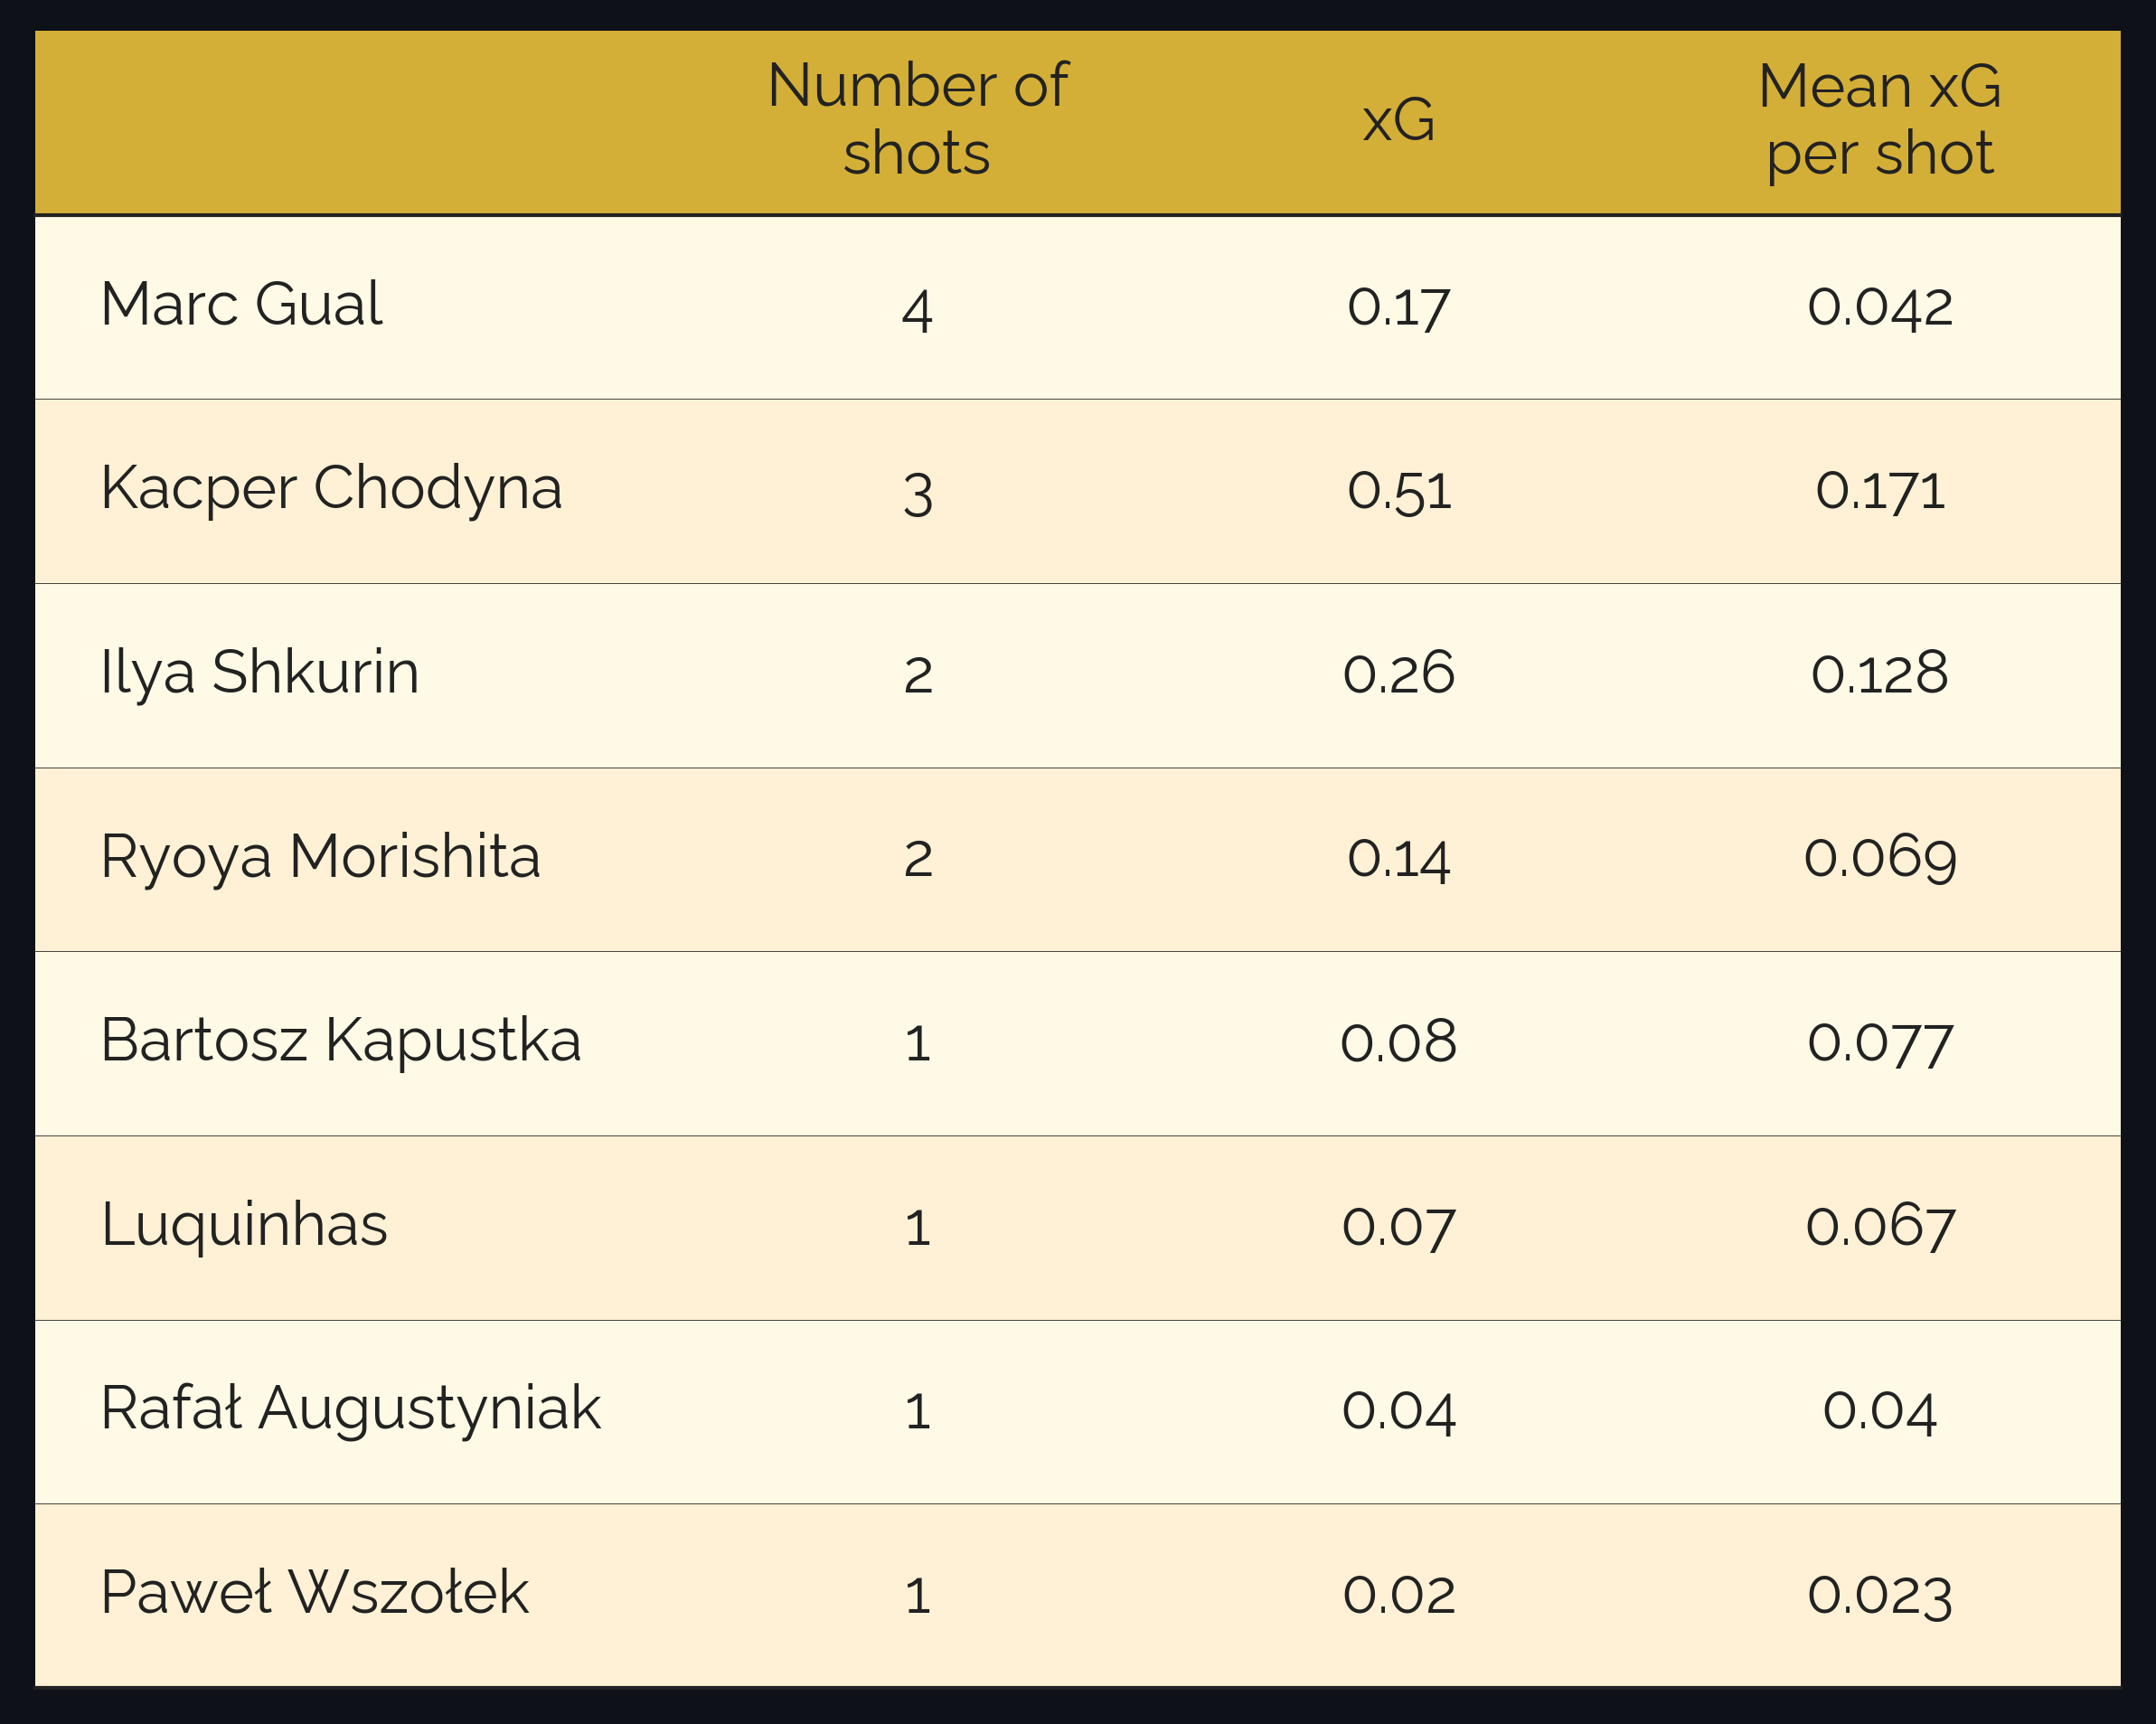 Number of shots xG Mean xG per shot
Marc Gual 4 0.17 0.042
Kacper Chodyna 3 0.51 0.171
Ilya Shkurin 2 0.26 0.128
Ryoya Morishita 2 0.14 0.069
Bartosz Kapustka 1 0.08 0.077
Luquinhas 1 0.07 0.067
Rafał Augustyniak 1 0.04 0.04
Paweł Wszołek 1 0.02 0.023